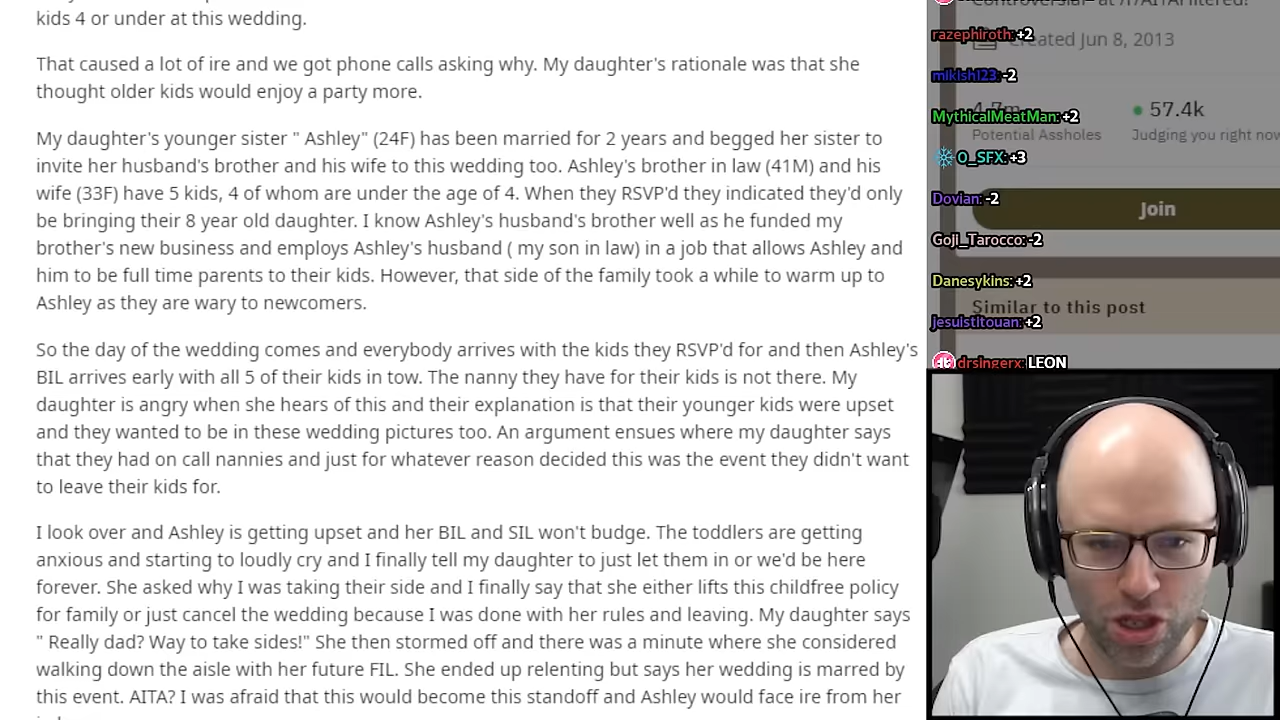 kids 4 or under at this wedding.
That caused a lot of ire and we got phone calls asking why. My daughter's rationale was that she
thought older kids would enjoy a party more.
My daughter's younger sister " Ashley" (24F) has been married for 2 years and begged her sister to
invite her husband's brother and his wife to this wedding too. Ashley's brother in law (41M) and his
wife (33F) have 5 kids, 4 of whom are under the age of 4. When they RSVP'd they indicated they'd only
be bringing their 8 year old daughter. I know Ashley's husband's brother well as he funded my
brother's new business and employs Ashley's husband ( my son in law) in a job that allows Ashley and
him to be full time parents to their kids. However, that side of the family took a while to warm up to
Ashley as they are wary to newcomers.
So the day of the wedding comes and everybody arrives with the kids they RSVP'd for and then Ashley's
BIL arrives early with all 5 of their kids in tow. The nanny they have for their kids is not there. My
daughter is angry when she hears of this and their explanation is that their younger kids were upset
and they wanted to be in these wedding pictures too. An argument ensues where my daughter says
that they had on call nannies and just for whatever reason decided this was the event they didn't want
to leave their kids for.
I look over and Ashley is getting upset and her BIL and SIL won't budge. The toddlers are getting
anxious and starting to loudly cry and I finally tell my daughter to just let them in or we'd be here
forever. She asked why I was taking their side and I finally say that she either lifts this childfree policy
for family or just cancel the wedding because I was done with her rules and leaving. My daughter says
" Really dad? Way to take sides!" She then stormed off and there was a minute where she considered
walking down the aisle with her future FIL. She ended up relenting but says her wedding is marred by
this event. AITA? I was afraid that this would become this standoff and Ashley would face ire from her
razephiroth: +2
Created Jun 8, 2013
mikish123: -2
4.7m
57.4k
MythicalMeatMan: +2
Potential Assholes
Judging you right now
O_SFX: +3
Dovian: -2
Join
Goji_Tarocco: -2
Danesykins: +2
Similar to this post
jesuistitouan: +2
drsingerx: LEON